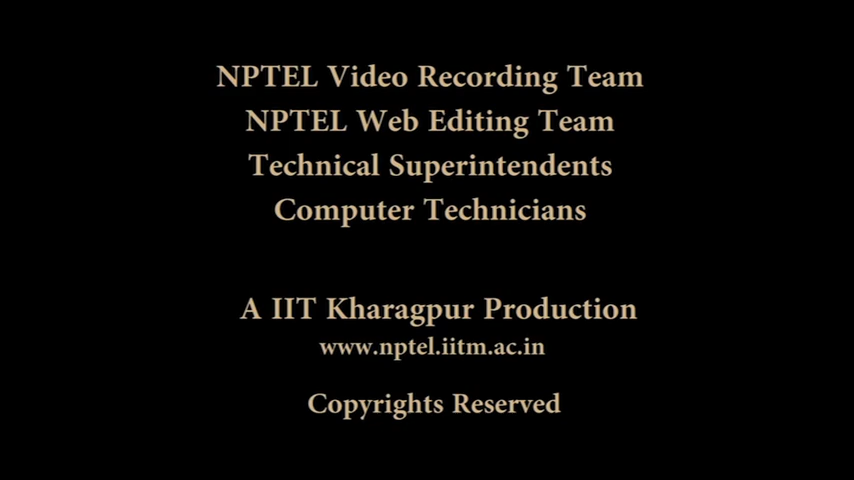 NPTEL Video Recording Team
NPTEL Web Editing Team
Technical Superintendents
Computer Technicians
A IIT Kharagpur Production
www.nptel.iitm.ac.in
Copyrights Reserved